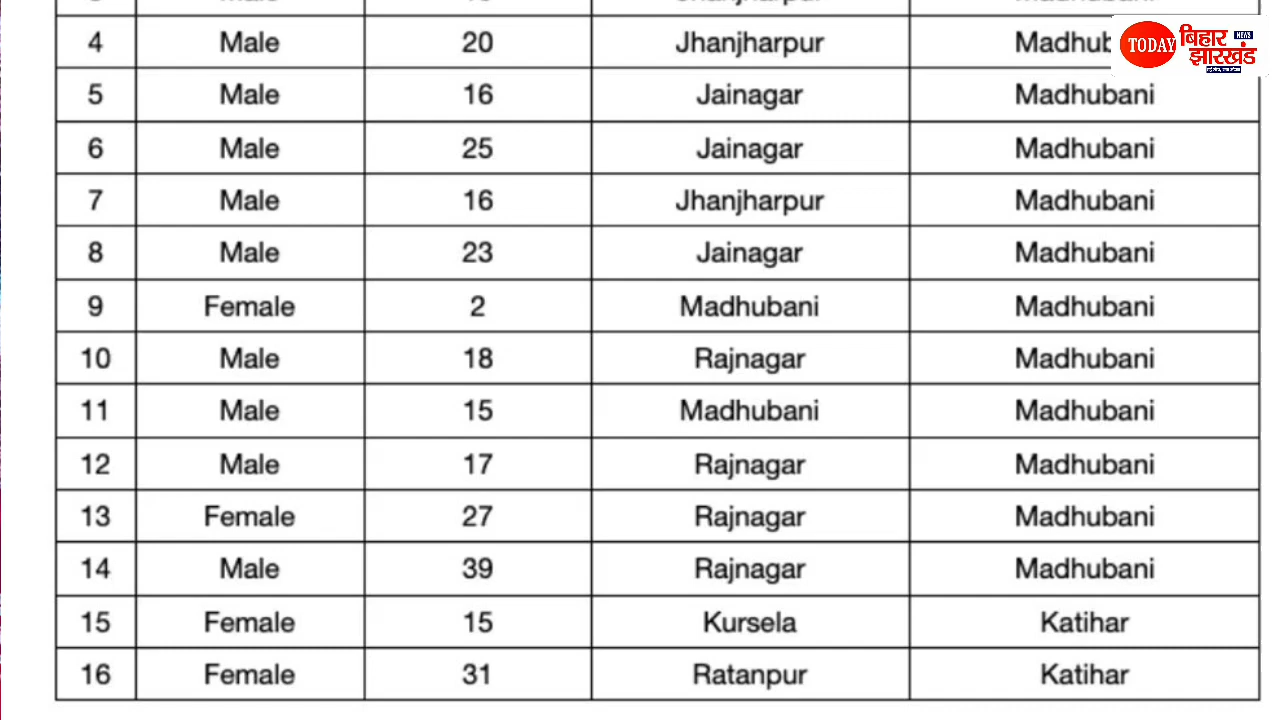 4 Male 20 Jhanjharpur
5 Male 16 Jainagar Madhubani
6 Male 25 Jainagar Madhubani
7 Male 16 Jhanjharpur Madhubani
8 Male 23 Jainagar Madhubani
9 Female 2 Madhubani Madhubani
10 Male 18 Rajnagar Madhubani
11 Male 15 Madhubani Madhubani
12 Male 17 Rajnagar Madhubani
13 Female 27 Rajnagar Madhubani
14 Male 39 Rajnagar Madhubani
15 Female 15 Kursela Katihar
16 Female 31 Ratanpur Katihar
TODAY बिहार NEWS
झारखंड